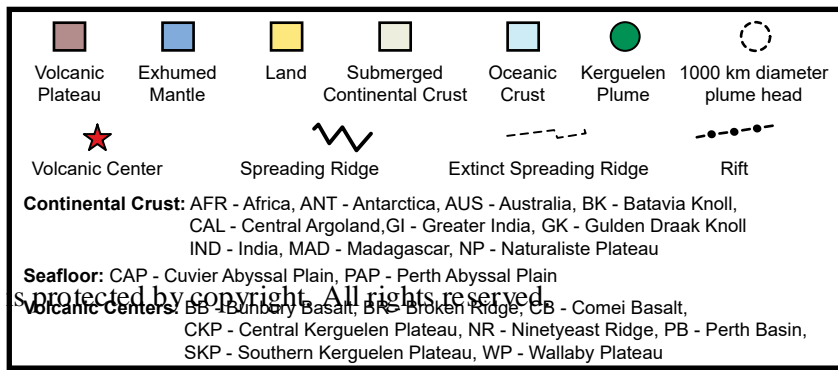 Volcanic Plateau
Exhumed Mantle
Land
Submerged Continental Crust
Oceanic Crust
Kerguelen Plume
1000 km diameter plume head
Volcanic Center
Spreading Ridge
Extinct Spreading Ridge
Rift
Continental Crust: AFR - Africa, ANT - Antarctica, AUS - Australia, BK - Batavia Knoll,
CAL - Central Argoland,GI - Greater India, GK - Gulden Draak Knoll
IND - India, MAD - Madagascar, NP - Naturaliste Plateau
Seafloor: CAP - Cuvier Abyssal Plain, PAP - Perth Abyssal Plain
is protected by copyright. All rights reserved.
Volcanic Centers: BB - Bunbury Basalt, BR - Broken Ridge, CB - Comei Basalt,
CKP - Central Kerguelen Plateau, NR - Ninetyeast Ridge, PB - Perth Basin,
SKP - Southern Kerguelen Plateau, WP - Wallaby Plateau